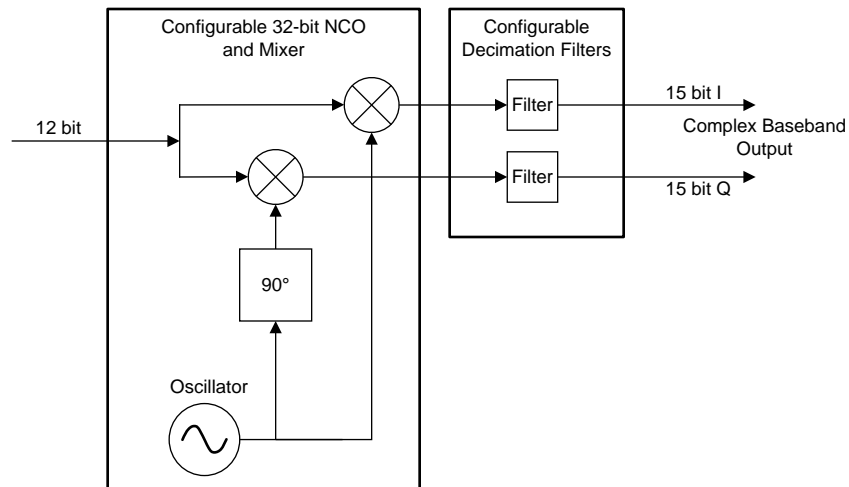 Configurable 32-bit NCO
and Mixer
Configurable
Decimation Filters
12 bit
Filter
15 bit I
Complex Baseband
Output
Filter
15 bit Q
90°
Oscillator